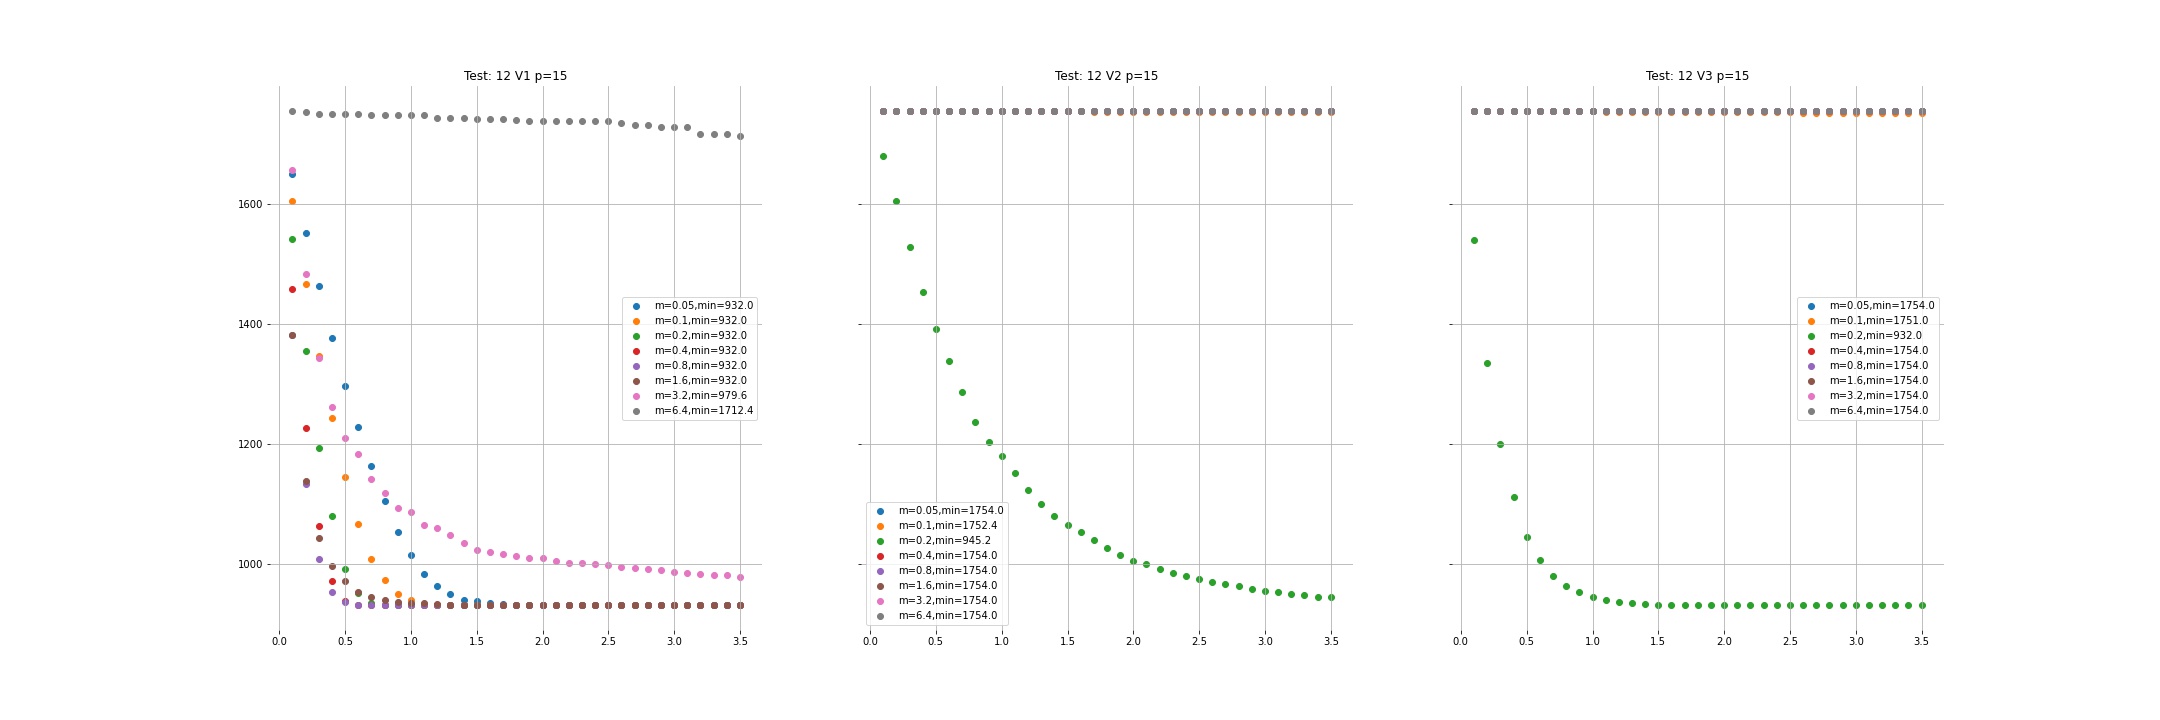 Test: 12 V1 p=15
1600
1400
1200
1000
m=0.05,min=932.0
m=0.1,min=932.0
m=0.2,min=932.0
m=0.4,min=932.0
m=0.8,min=932.0
m=1.6,min=932.0
m=3.2,min=979.6
m=6.4,min=1712.4
0.0 0.5 1.0 1.5 2.0 2.5 3.0 3.5
Test: 12 V2 p=15
m=0.05,min=1754.0
m=0.1,min=1752.4
m=0.2,min=945.2
m=0.4,min=1754.0
m=0.8,min=1754.0
m=1.6,min=1754.0
m=3.2,min=1754.0
m=6.4,min=1754.0
0.0 0.5 1.0 1.5 2.0 2.5 3.0 3.5
Test: 12 V3 p=15
m=0.05,min=1754.0
m=0.1,min=1751.0
m=0.2,min=932.0
m=0.4,min=1754.0
m=0.8,min=1754.0
m=1.6,min=1754.0
m=3.2,min=1754.0
m=6.4,min=1754.0
0.0 0.5 1.0 1.5 2.0 2.5 3.0 3.5